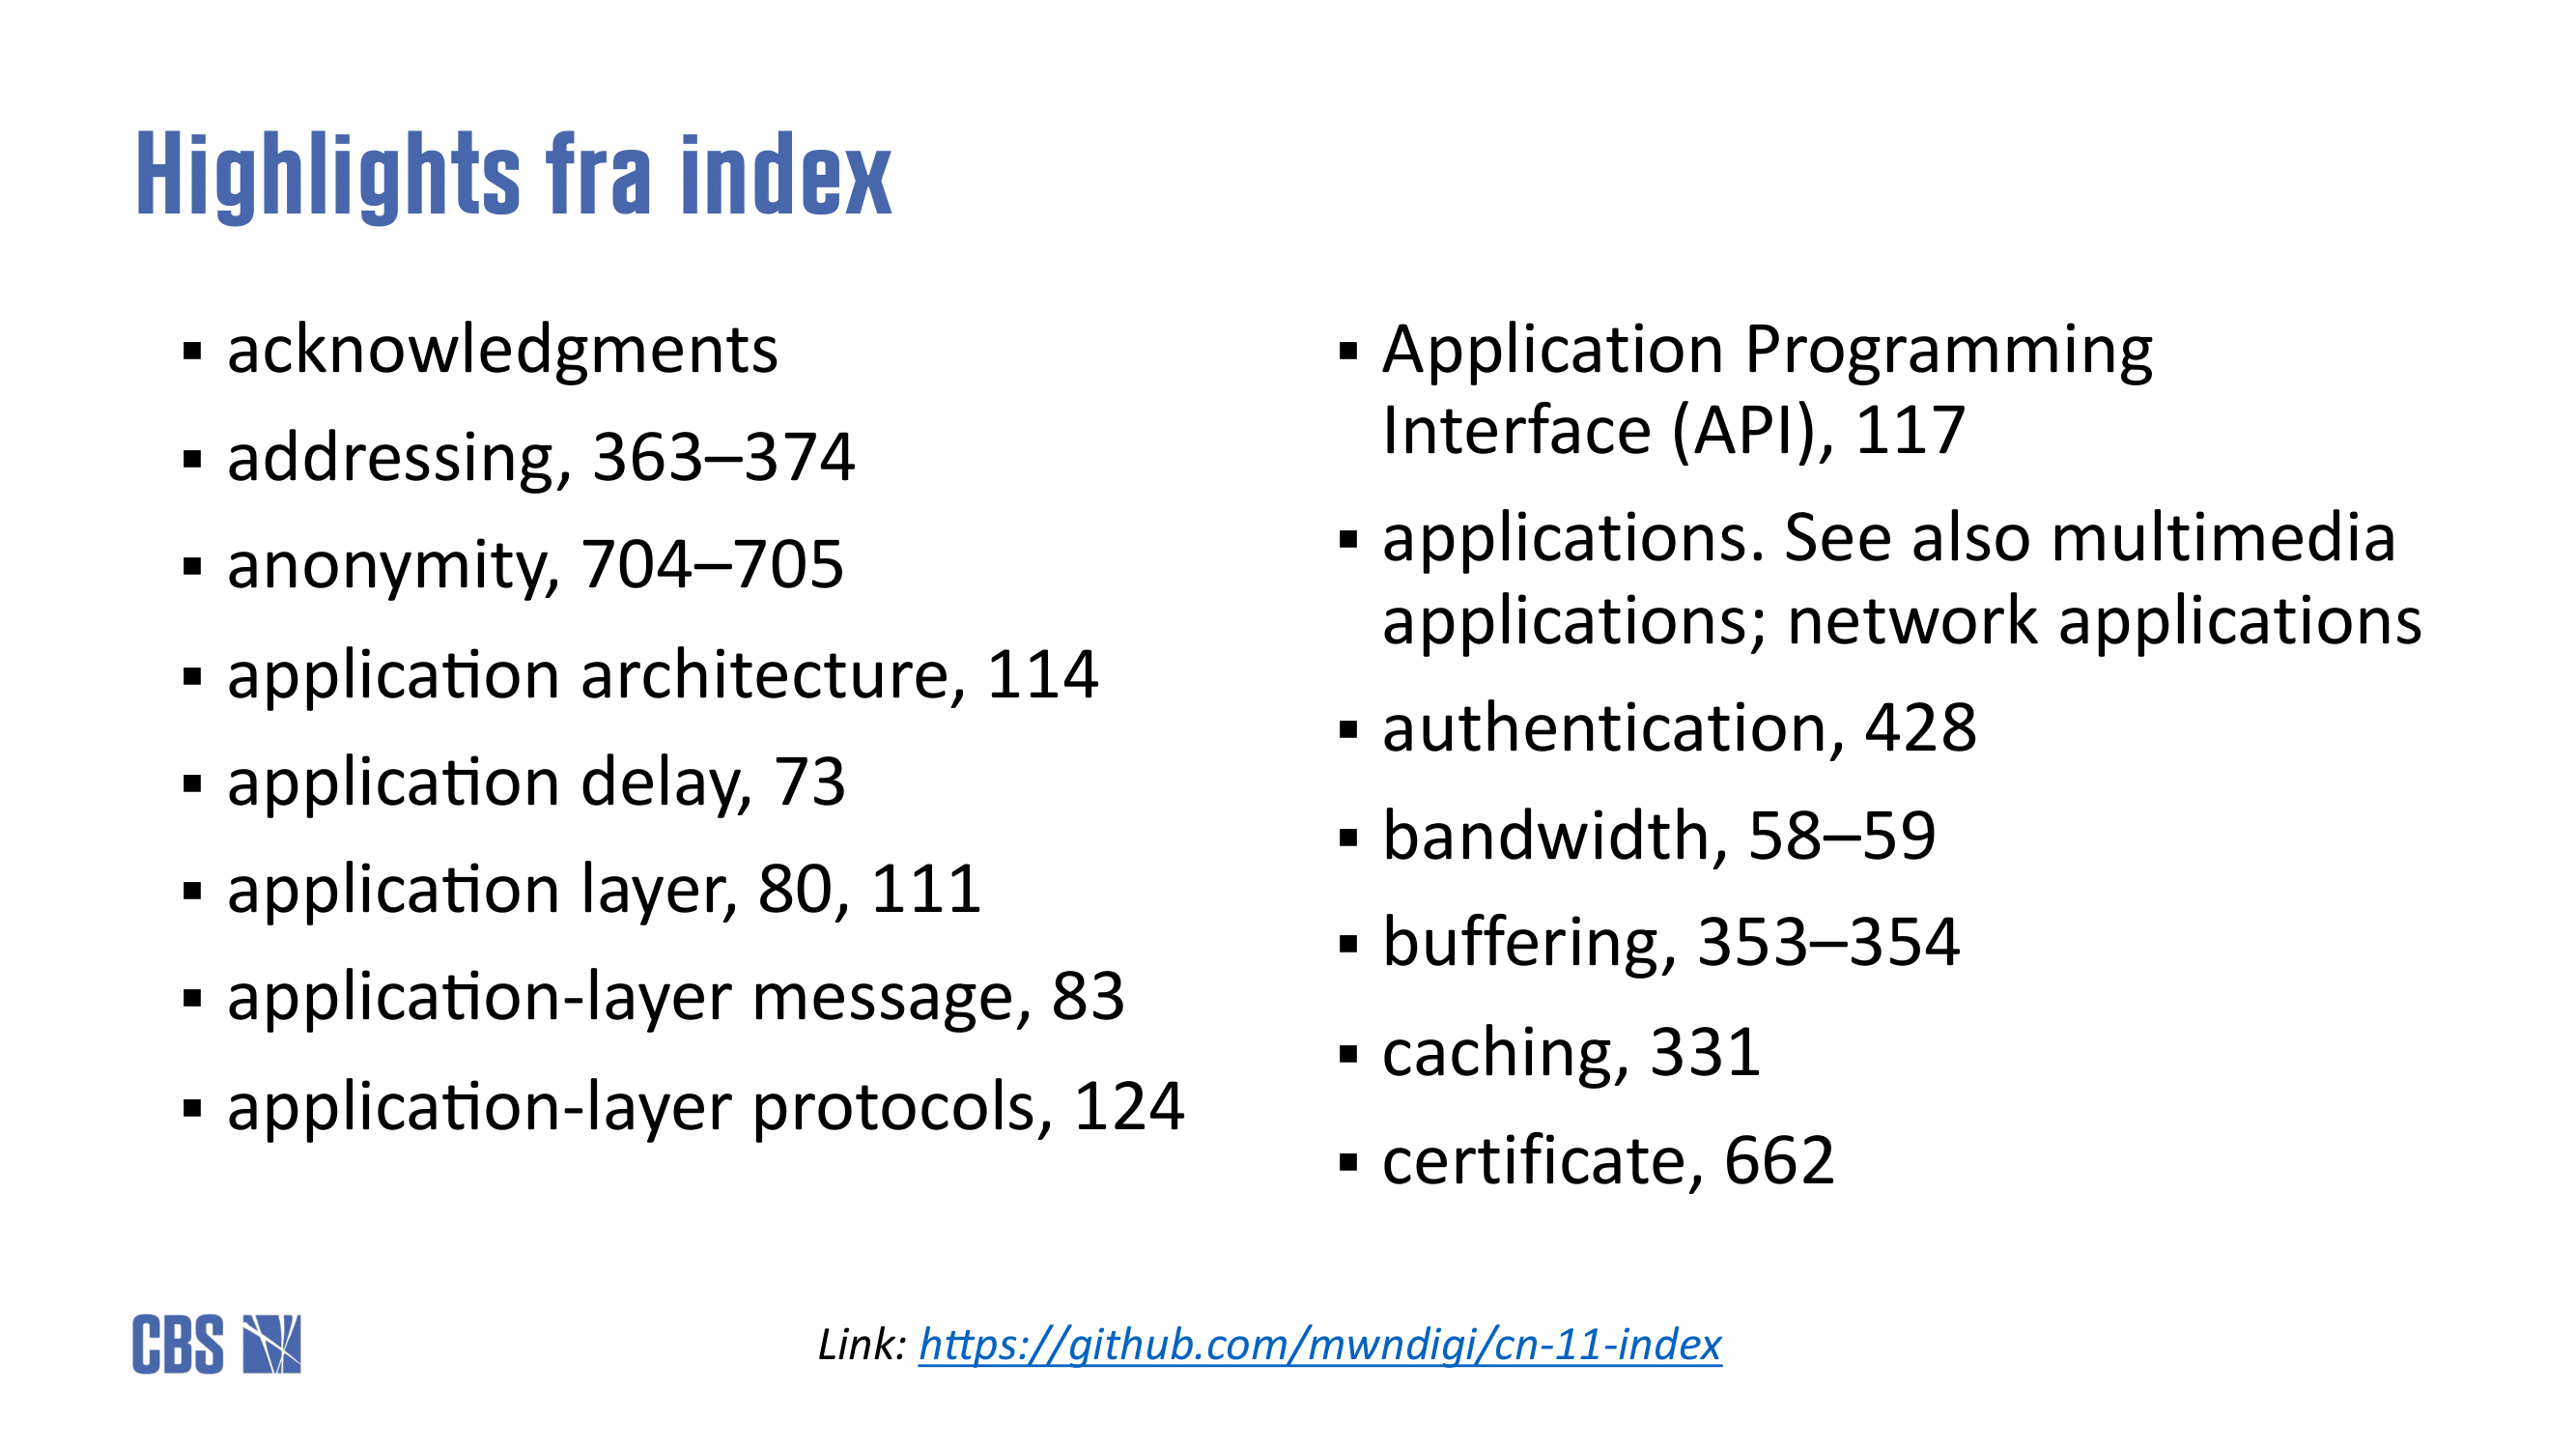 Highlights fra index
▪ acknowledgments
▪ addressing, 363–374
▪ anonymity, 704–705
▪ application architecture, 114
▪ application delay, 73
▪ application layer, 80, 111
▪ application-layer message, 83
▪ application-layer protocols, 124
▪ Application Programming
Interface (API), 117
▪ applications. See also multimedia
applications; network applications
▪ authentication, 428
▪ bandwidth, 58–59
▪ buffering, 353–354
▪ caching, 331
▪ certificate, 662
CBS
Link: https://github.com/mwndigi/cn-11-index